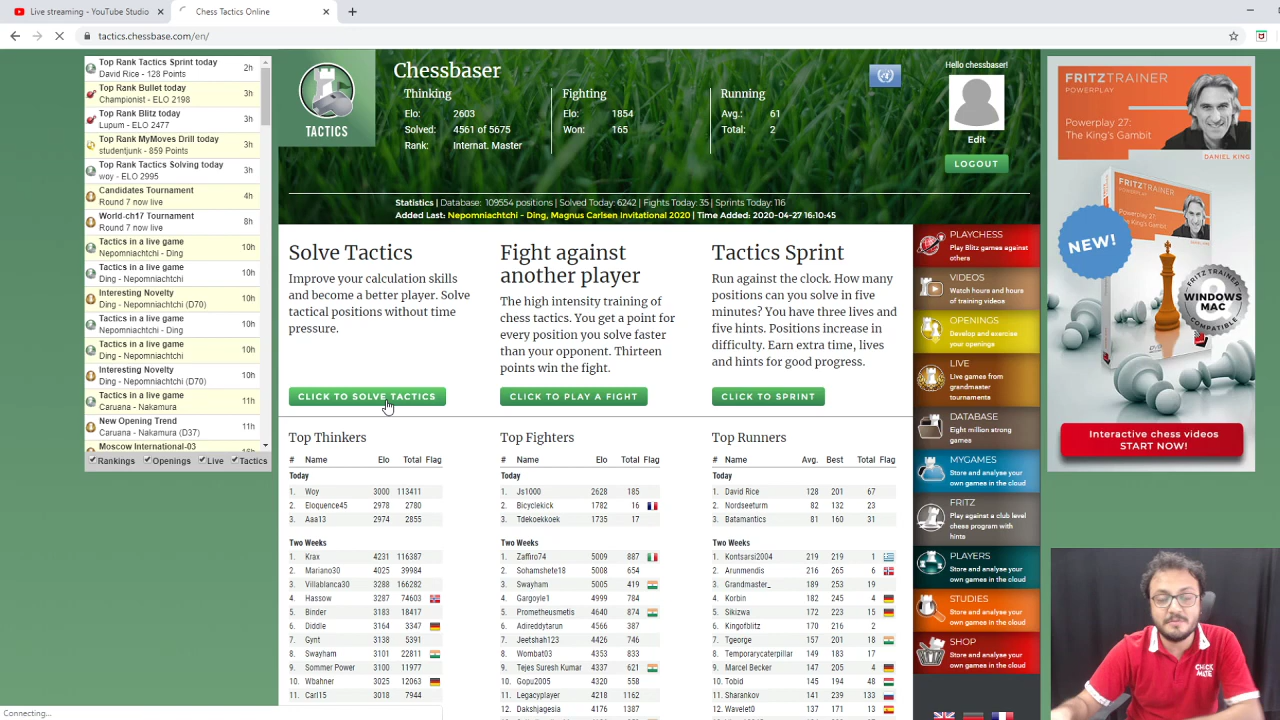 Live streaming - YouTube Studio
Chess Tactics Online
tactics.chessbase.com/en/
Top Rank Tactics Sprint today
David Rice - 128 Points
2h
Top Rank Bullet today
Championist - ELO 2198
3h
Top Rank Blitz today
Lupum - ELO 2477
3h
Top Rank MyMoves Drill today
studentjunk - 859 Points
3h
Top Rank Tactics Solving today
woy - ELO 2995
3h
Candidates Tournament
Round 7 now live
4h
World-ch17 Tournament
Round 7 now live
8h
Tactics in a live game
Nepomniachtchi - Ding
10h
Tactics in a live game
Ding - Nepomniachtchi
10h
Interesting Novelty
Ding - Nepomniachtchi (D70)
10h
Tactics in a live game
Nepomniachtchi - Ding
10h
Tactics in a live game
Ding - Nepomniachtchi
10h
Interesting Novelty
Ding - Nepomniachtchi (D70)
10h
Tactics in a live game
Caruana - Nakamura
11h
New Opening Trend
Caruana - Nakamura (D37)
11h
Moscow International-03
Rankings Openings Live Tactics
TACTICS
Chessbaser
Thinking
Elo: 2603
Solved: 4561 of 5675
Rank: Internat. Master
Fighting
Elo: 1854
Won: 165
Running
Avg.: 61
Total: 2
Hello chessbaser!
Edit
LOGOUT
Statistics | Database: 109554 positions | Solved Today: 6242 | Fights Today: 35 | Sprints Today: 116
Added Last: Nepomniachtchi - Ding, Magnus Carlsen Invitational 2020 | Time Added: 2020-04-27 16:10:45
Solve Tactics
Improve your calculation skills
and become a better player. Solve
tactical positions without time
pressure.
CLICK TO SOLVE TACTICS
Fight against
another player
The high intensity training of
chess tactics. You get a point for
every position you solve faster
than your opponent. Thirteen
points win the fight.
CLICK TO PLAY A FIGHT
Tactics Sprint
Run against the clock. How many
positions can you solve in five
minutes? You have three lives and
five hints. Positions increase in
difficulty. Earn extra time, lives
and hints for good progress.
CLICK TO SPRINT
Top Thinkers
# Name Elo Total Flag
Today
1. Woy 3000 113411
2. Eloquence45 2978 2780
3. Aaa13 2974 2855
Two Weeks
1. Krax 4231 116387
2. Mariano30 4025 39984
3. Villablanca30 3288 166282
4. Hassow 3287 74603
5. Binder 3183 18417
6. Diddle 3164 3347
7. Gynt 3138 5391
8. Swayham 3101 22811
9. Sommer Power 3100 11977
10. Wbahner 3025 12063
11. Carl15 3018 7944
Top Fighters
# Name Elo Total Flag
Today
1. Js1000 2628 185
2. Bicyclekick 1782 16
3. Tdekoekkoek 1735 17
Two Weeks
1. Zaffiro74 5009 887
2. Sohamshete18 5008 654
3. Swayham 5005 419
4. Gargoyle1 4999 784
5. Prometheusmetis 4640 874
6. Adireddytarun 4566 387
7. Jeetshah123 4426 746
8. Wombat03 4353 833
9. Tejes Suresh Kumar 4337 621
10. Gopu2005 4320 558
11. Legacyplayer 4218 1162
12. Dakshjagesia 4176 1387
Top Runners
# Name Avg. Best Total Flag
Today
1. David Rice 128 201 67
2. Nordseeturm 82 132 23
3. Batamantics 81 160 31
Two Weeks
1. Kontsarsi2004 219 219 1
2. Arunmendis 216 265 6
3. Grandmaster_ 189 253 19
4. Korbin 182 245 4
5. Sikizwa 172 223 15
6. Kingofblitz 170 216 2
7. Tgeorge 157 201 18
8. Temporarycaterpillar 149 183 17
9. Marcel Becker 147 205 4
10. Tobid 145 194 48
11. Sharankov 141 239 133
12. Wavelet0 137 171 13
PLAYCHESS
Play Blitz games against
others
VIDEOS
Watch hours and hours
of training videos
OPENINGS
Develop and exercise
your openings
LIVE
Live games from
grandmaster
tournaments
DATABASE
Eight million strong
games
MYGAMES
Store and analyse your
own games in the cloud
FRITZ
Play against a club level
chess program with
hints
PLAYERS
Store and analyse your
own games in the cloud
STUDIES
Store and analyse your
own games in the cloud
SHOP
Store and analyse your
own games in the cloud
FRITZTRAINER
POWERPLAY
Powerplay 27:
The King's Gambit
DANIEL KING
NEW!
FRITZTRAINER
POWERPLAY
FRITZ TRAINER
WINDOWS
MAC
COMPATIBLE
Interactive chess videos
START NOW!
CHECK
MATE
Connecting...